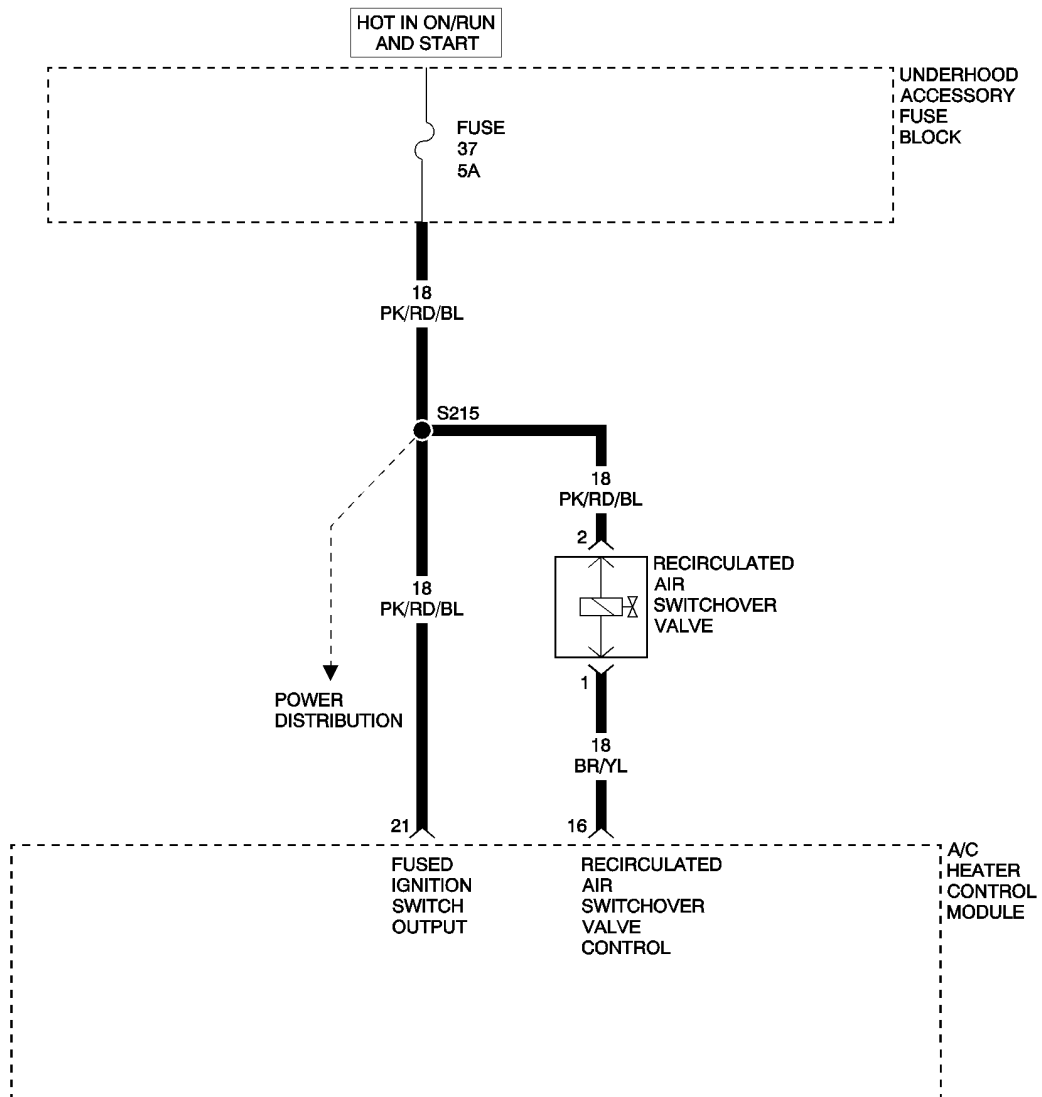 HOT IN ON/RUN
AND START
UNDERHOOD
ACCESSORY
FUSE
BLOCK
FUSE
37
5A
18
PK/RD/BL
S215
18
PK/RD/BL
2
RECIRCULATED
AIR
SWITCHOVER
VALVE
18
PK/RD/BL
1
POWER
DISTRIBUTION
18
BR/YL
21
16
A/C
HEATER
CONTROL
MODULE
FUSED
IGNITION
SWITCH
OUTPUT
RECIRCULATED
AIR
SWITCHOVER
VALVE
CONTROL